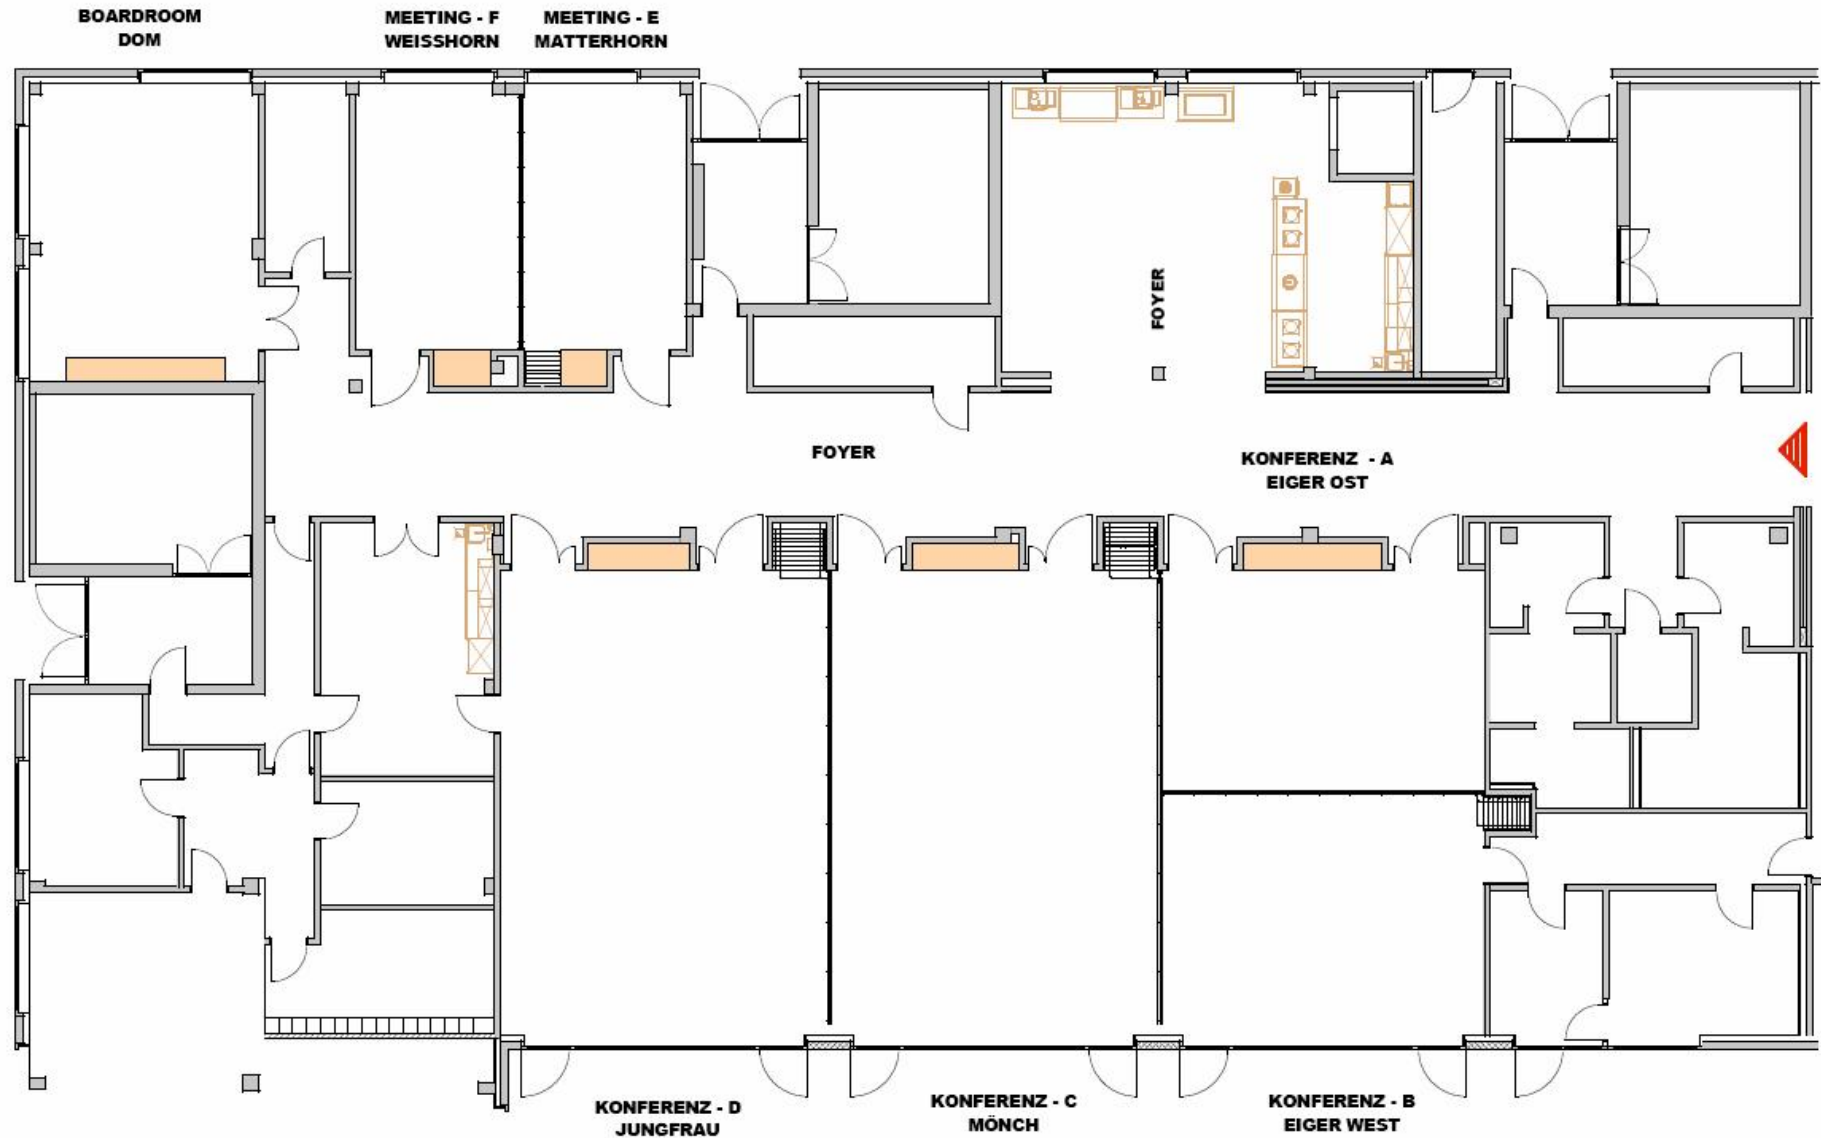 BOARDROOM
DOM
MEETING - F
WEISSHORN
MEETING - E
MATTERHORN
FOYER
FOYER
KONFERENZ - A
EIGER OST
KONFERENZ - D
JUNGFRAU
KONFERENZ - C
MÖNCH
KONFERENZ - B
EIGER WEST